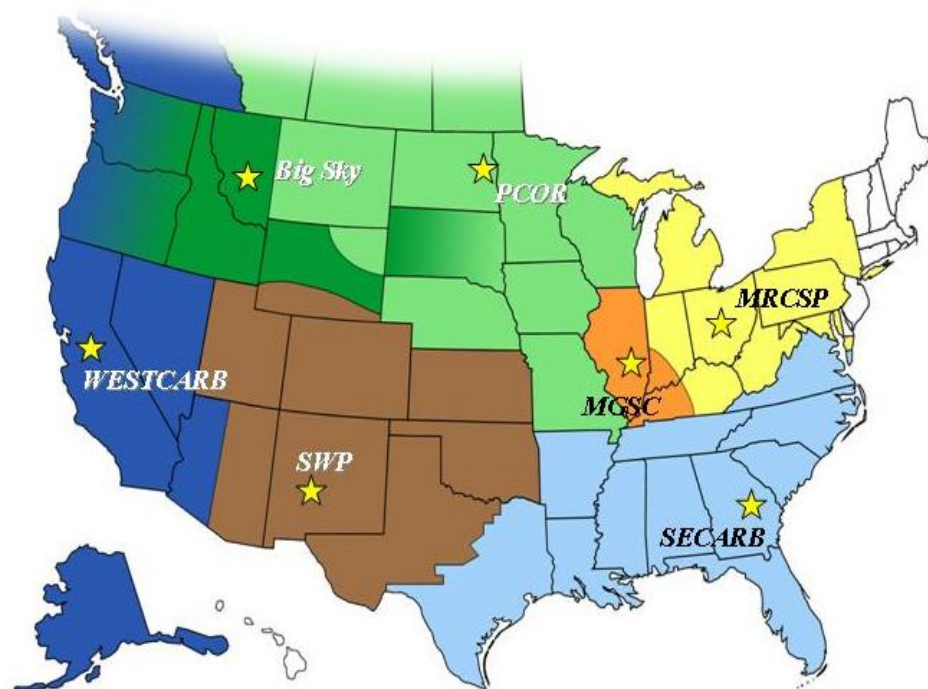 Big Sky
PCOR
MRCSP
WESTCARB
MGSC
SWP
SECARB